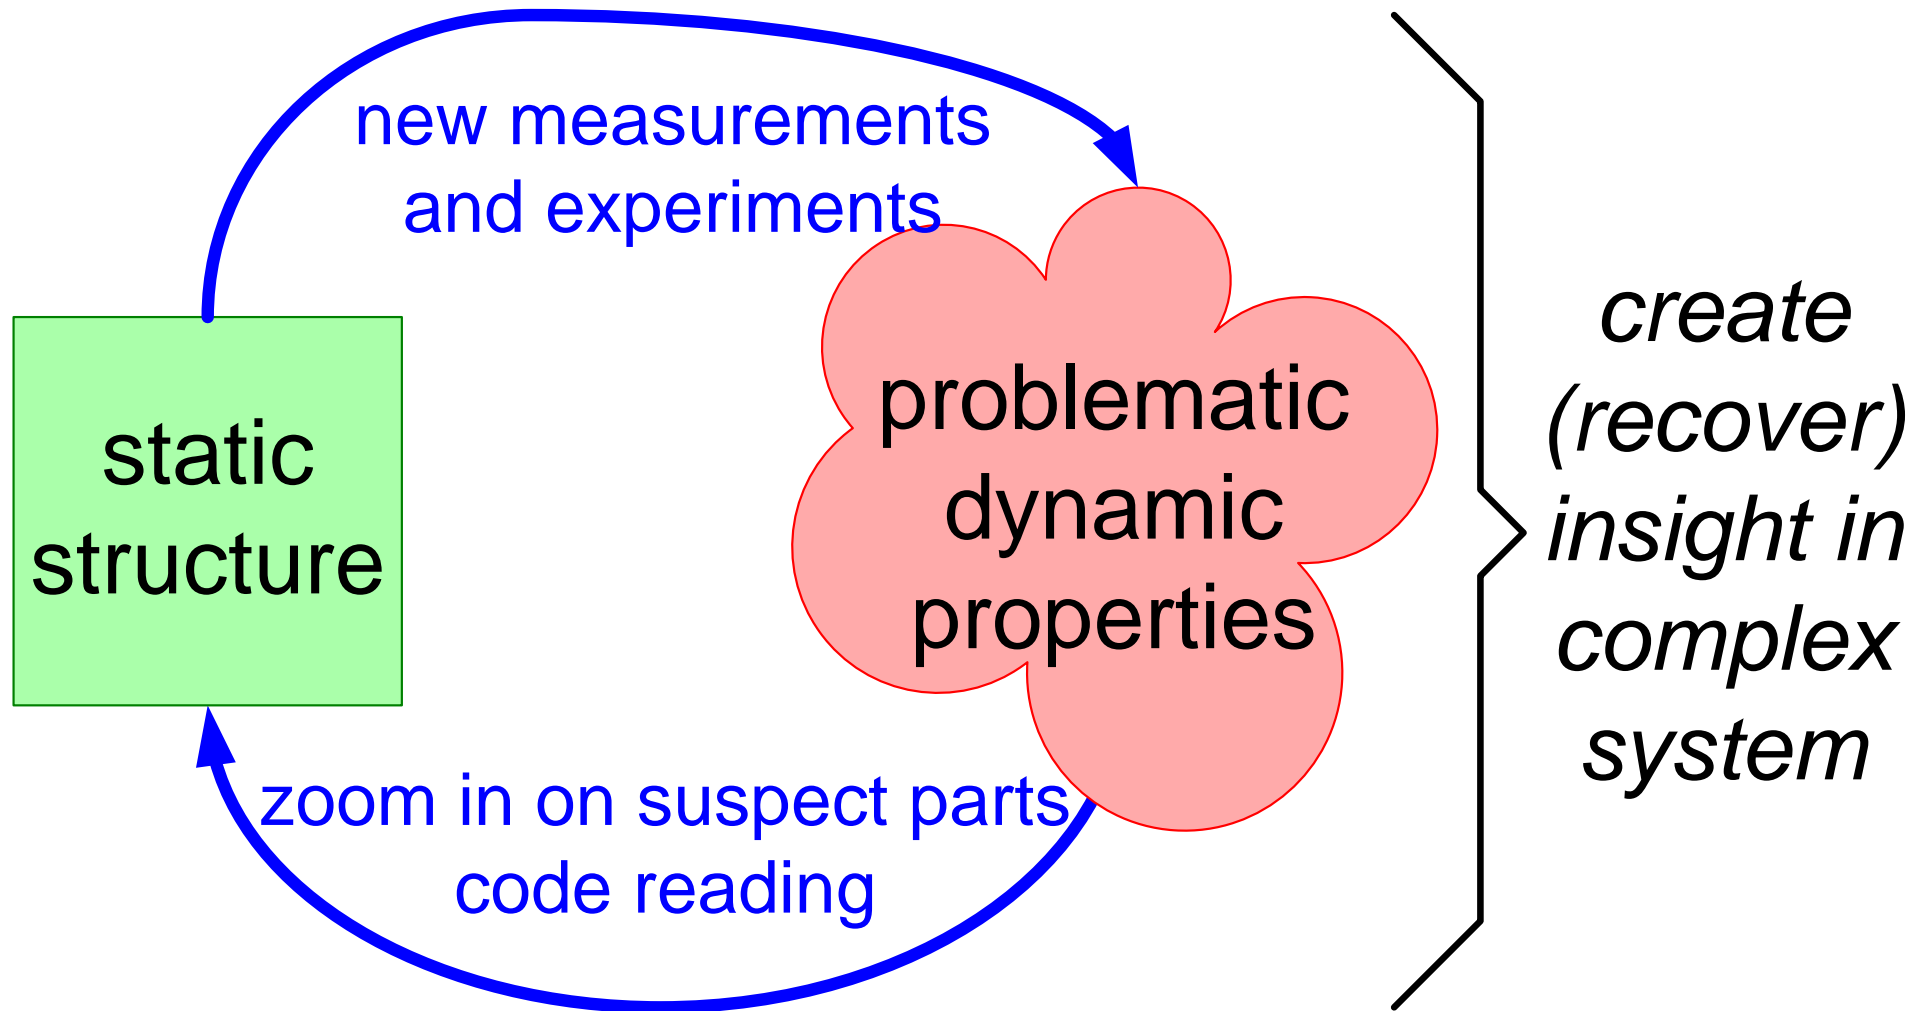 new measurements
and experiments
static
structure
problematic
dynamic
properties
zoom in on suspect parts
code reading
create
(recover)
insight in
complex
system